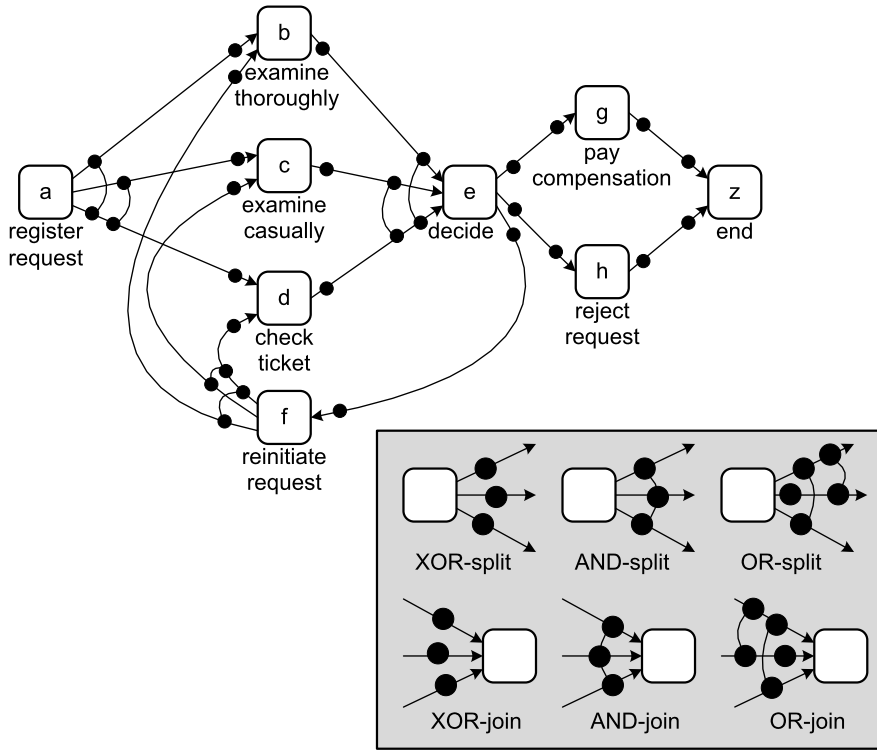 b
examine
thoroughly
g
pay
compensation
a
register
request
c
examine
casually
e
decide
z
end
d
check
ticket
h
reject
request
f
reinitiate
request
XOR-split
AND-split
OR-split
XOR-join
AND-join
OR-join